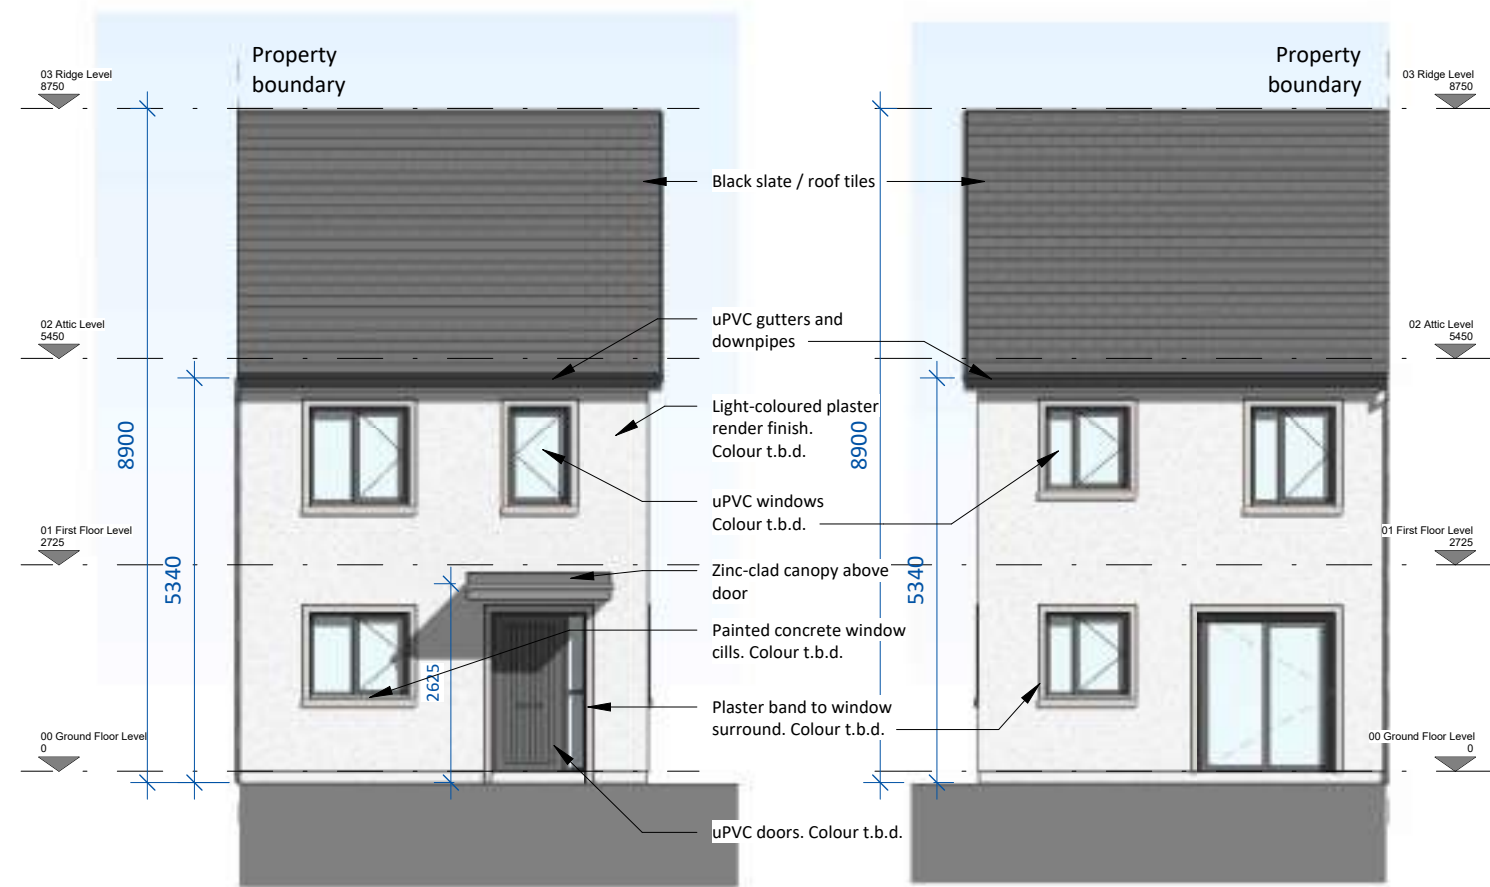 Property
boundary
Property
boundary
03 Ridge Level
8750
03 Ridge Level
8750
Black slate / roof tiles
02 Attic Level
5450
uPVC gutters and
downpipes
02 Attic Level
5450
Light-coloured plaster
render finish.
Colour t.b.d.
8900
8900
uPVC windows
Colour t.b.d.
01 First Floor Level
2725
01 First Floor Level
2725
Zinc-clad canopy above
door
5340
5340
Painted concrete window
cills. Colour t.b.d.
2625
Plaster band to window
surround. Colour t.b.d.
00 Ground Floor Level
0
00 Ground Floor Level
0
uPVC doors. Colour t.b.d.